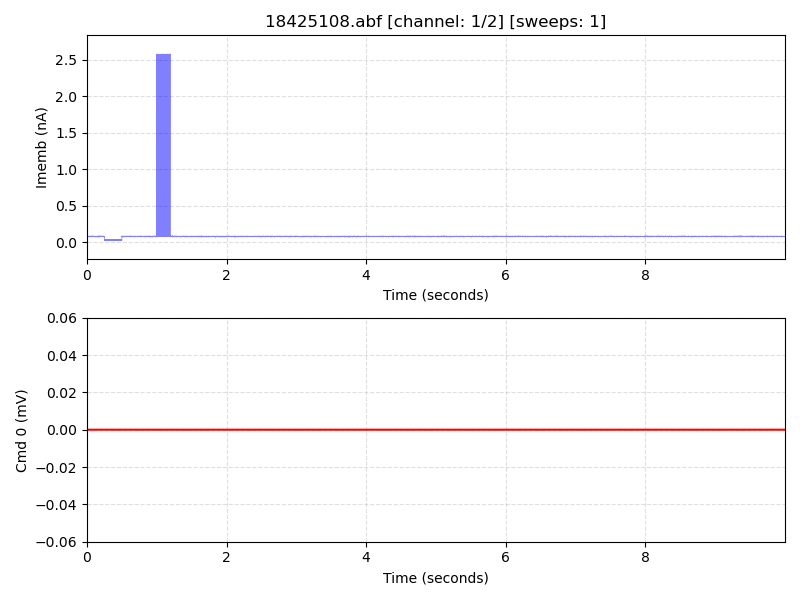 18425108.abf [channel: 1/2] [sweeps: 1]
Imemb (nA)
2.5
2.0
1.5
1.0
0.5
0.0
0 2 4 6 8
Time (seconds)
Cmd 0 (mV)
0.06
0.04
0.02
0.00
−0.02
−0.04
−0.06
0 2 4 6 8
Time (seconds)